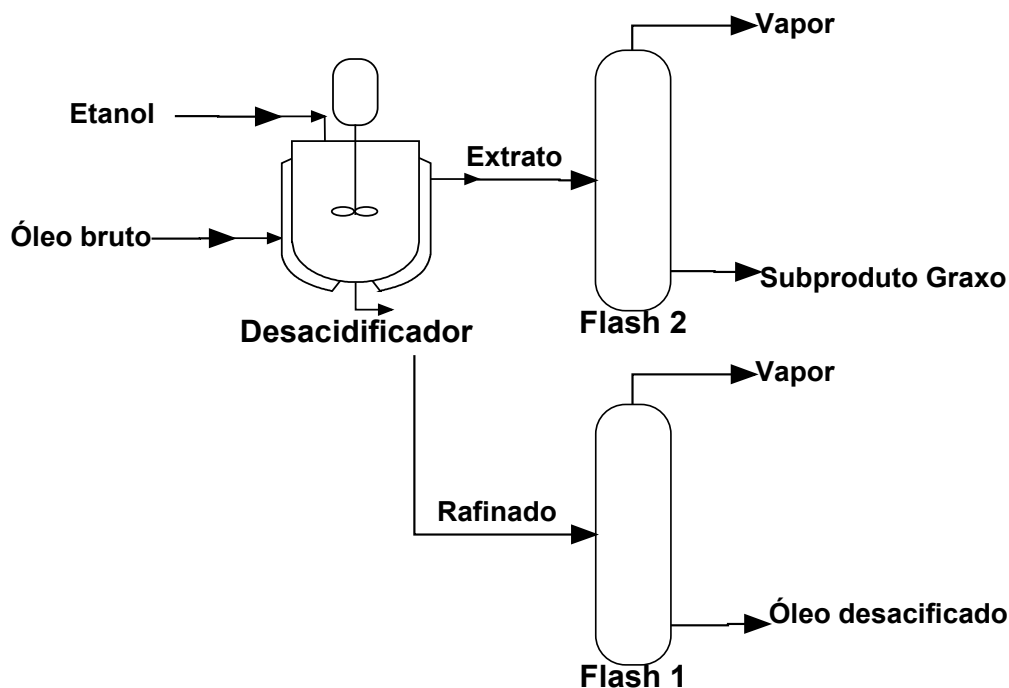 Vapor
Etanol
Extrato
Óleo bruto
Subproduto Graxo
Desacidificador
Flash 2
Vapor
Rafinado
Óleo desacificado
Flash 1